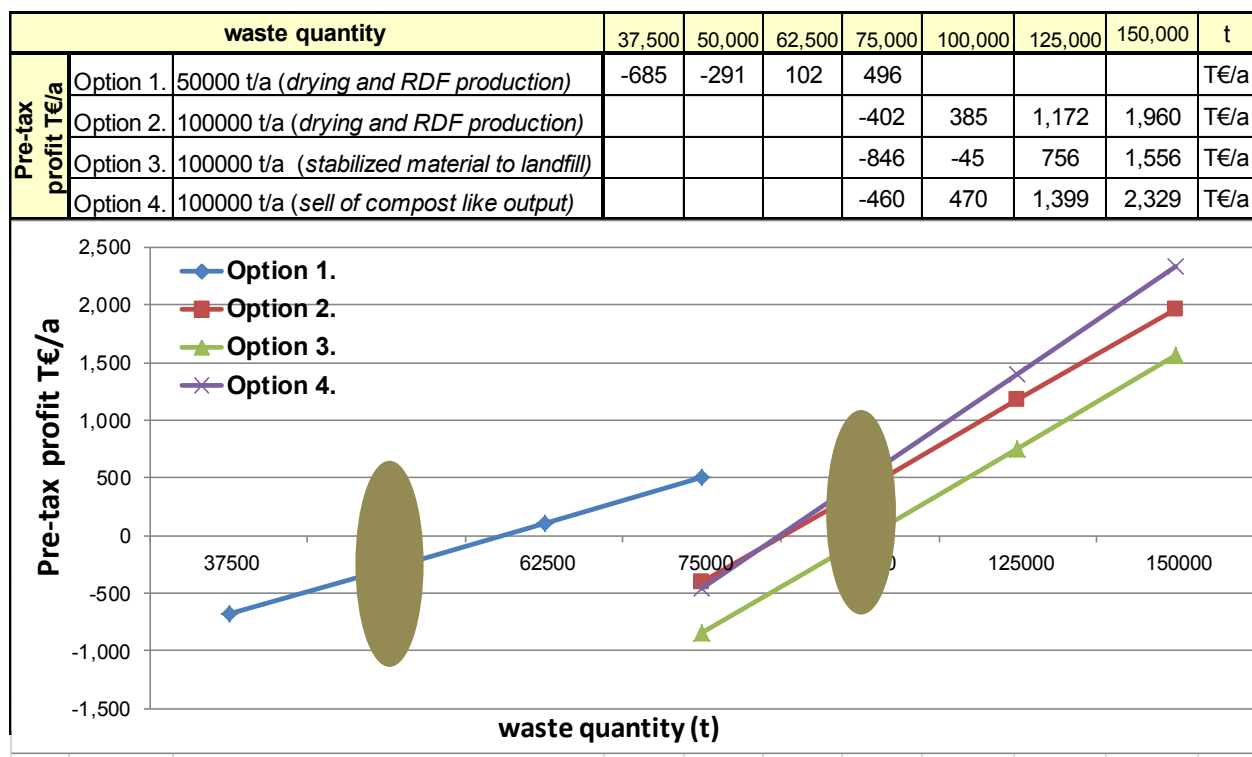 waste quantity 37,500 50,000 62,500 75,000 100,000 125,000 150,000 t
Pre-tax profit T€/a
Option 1. 50000 t/a (drying and RDF production) -685 -291 102 496 T€/a
Option 2. 100000 t/a (drying and RDF production) -402 385 1,172 1,960 T€/a
Option 3. 100000 t/a (stabilized material to landfill) -846 -45 756 1,556 T€/a
Option 4. 100000 t/a (sell of compost like output) -460 470 1,399 2,329 T€/a
Pre-tax profit T€/a
2,500
2,000
1,500
1,000
500
0
-500
-1,000
-1,500
Option 1.
Option 2.
Option 3.
Option 4.
37500 62500 75000 125000 150000
waste quantity (t)